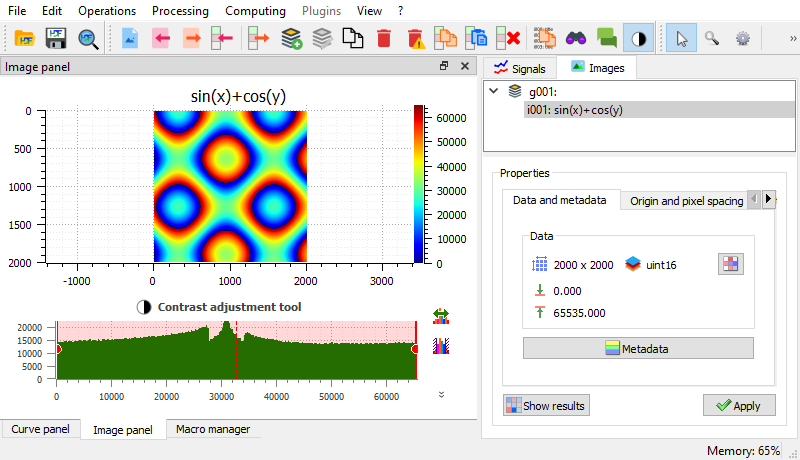 File Edit Operations Processing Computing Plugins View ?
Image panel
sin(x)+cos(y)
0
500
1000
1500
2000
-1000 0 1000 2000 3000
60000
50000
40000
30000
20000
10000
0
Contrast adjustment tool
20000
15000
10000
5000
0
0 10000 20000 30000 40000 50000 60000
Curve panel Image panel Macro manager
Signals Images
g001:
i001: sin(x)+cos(y)
Properties
Data and metadata Origin and pixel spacing
Data
2000 x 2000 uint16
0.000
65535.000
Metadata
Show results Apply
Memory: 65%